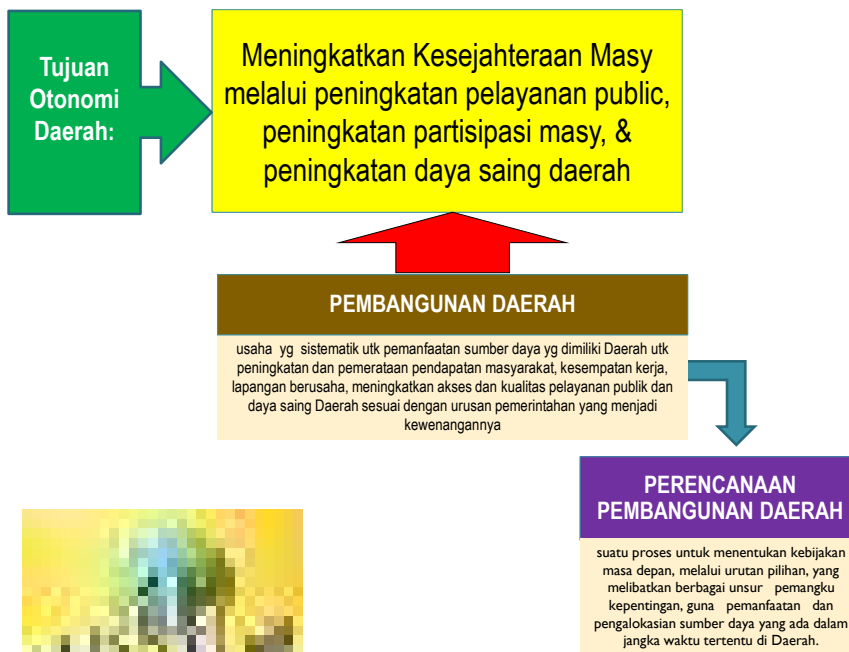 Tujuan
Otonomi
Daerah:
Meningkatkan Kesejahteraan Masy
melalui peningkatan pelayanan public,
peningkatan partisipasi masy, &
peningkatan daya saing daerah
PEMBANGUNAN DAERAH
usaha yg sistematik utk pemanfaatan sumber daya yg dimiliki Daerah utk
peningkatan dan pemerataan pendapatan masyarakat, kesempatan kerja,
lapangan berusaha, meningkatkan akses dan kualitas pelayanan publik dan
daya saing Daerah sesuai dengan urusan pemerintahan yang menjadi
kewenangannya
PERENCANAAN
PEMBANGUNAN DAERAH
suatu proses untuk menentukan kebijakan
masa depan, melalui urutan pilihan, yang
melibatkan berbagai unsur pemangku
kepentingan, guna pemanfaatan dan
pengalokasian sumber daya yang ada dalam
jangka waktu tertentu di Daerah.